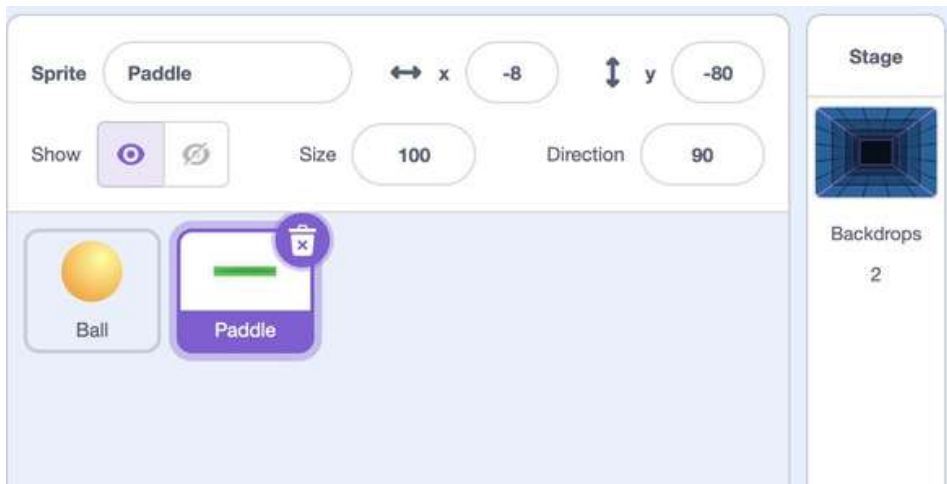 Sprite Paddle x -8 y -80
Show Size 100 Direction 90
Ball
Paddle
Stage
Backdrops
2